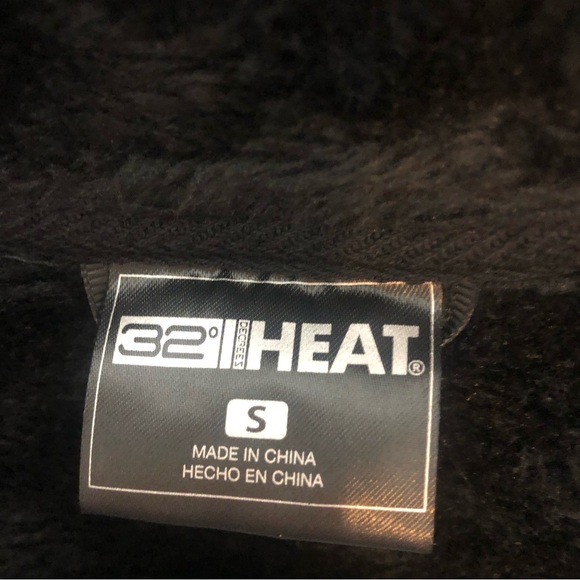 32° DEGREES HEAT®
S
MADE IN CHINA
HECHO EN CHINA